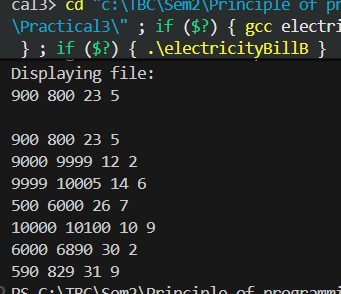 cal3> cd "c:\TBC\Sem2\Principle of pr
\Practical3\" ; if ($?) { gcc electri
 } ; if ($?) { .\electricityBillB }
Displaying file:
900 800 23 5

900 800 23 5
9000 9999 12 2
9999 10005 14 6
500 6000 26 7
10000 10100 10 9
6000 6890 30 2
590 829 31 9
PS C:\TBC\Sem2\Principle of programmi